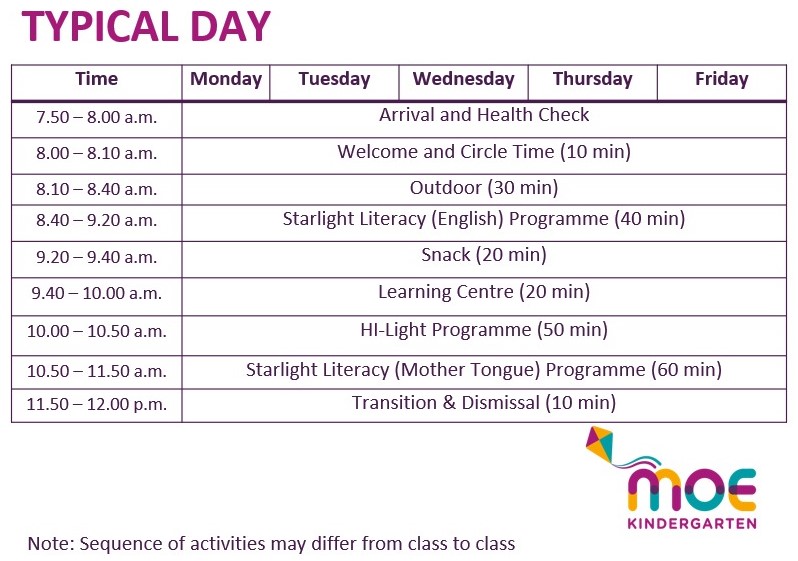 TYPICAL DAY
Time Monday Tuesday Wednesday Thursday Friday
7.50 – 8.00 a.m. Arrival and Health Check
8.00 – 8.10 a.m. Welcome and Circle Time (10 min)
8.10 – 8.40 a.m. Outdoor (30 min)
8.40 – 9.20 a.m. Starlight Literacy (English) Programme (40 min)
9.20 – 9.40 a.m. Snack (20 min)
9.40 – 10.00 a.m. Learning Centre (20 min)
10.00 – 10.50 a.m. HI-Light Programme (50 min)
10.50 – 11.50 a.m. Starlight Literacy (Mother Tongue) Programme (60 min)
11.50 – 12.00 p.m. Transition & Dismissal (10 min)
moe
KINDERGARTEN
Note: Sequence of activities may differ from class to class